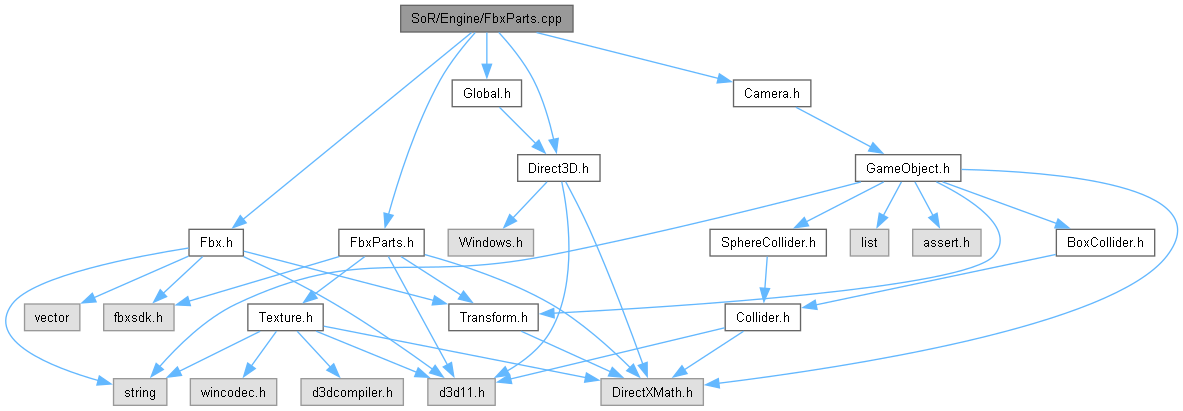 SoR/Engine/FbxParts.cpp
Global.h
Camera.h
Direct3D.h
GameObject.h
Fbx.h
FbxParts.h
Windows.h
SphereCollider.h
list
assert.h
BoxCollider.h
vector
fbxsdk.h
Texture.h
Transform.h
Collider.h
string
wincodec.h
d3dcompiler.h
d3d11.h
DirectXMath.h